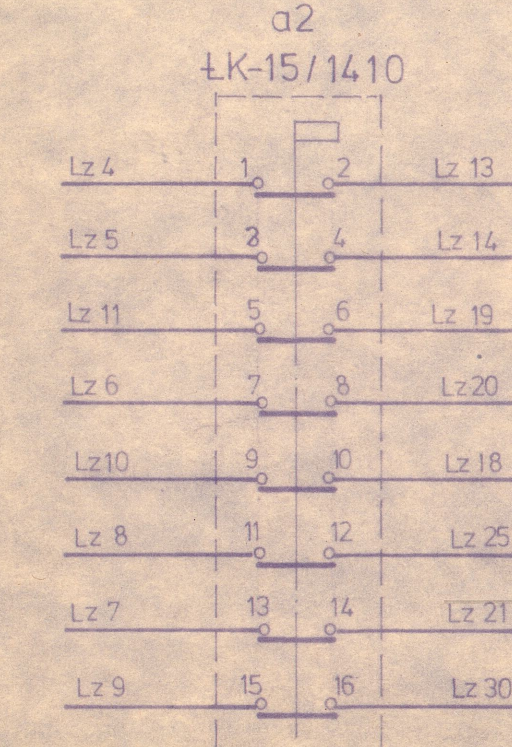 a2
ŁK-15/1410
Lz 4 1 2 Lz 13
Lz 5 3 4 Lz 14
Lz 11 5 6 Lz 19
Lz 6 7 8 Lz 20
Lz 10 9 10 Lz 18
Lz 8 11 12 Lz 25
Lz 7 13 14 Lz 21
Lz 9 15 16 Lz 30